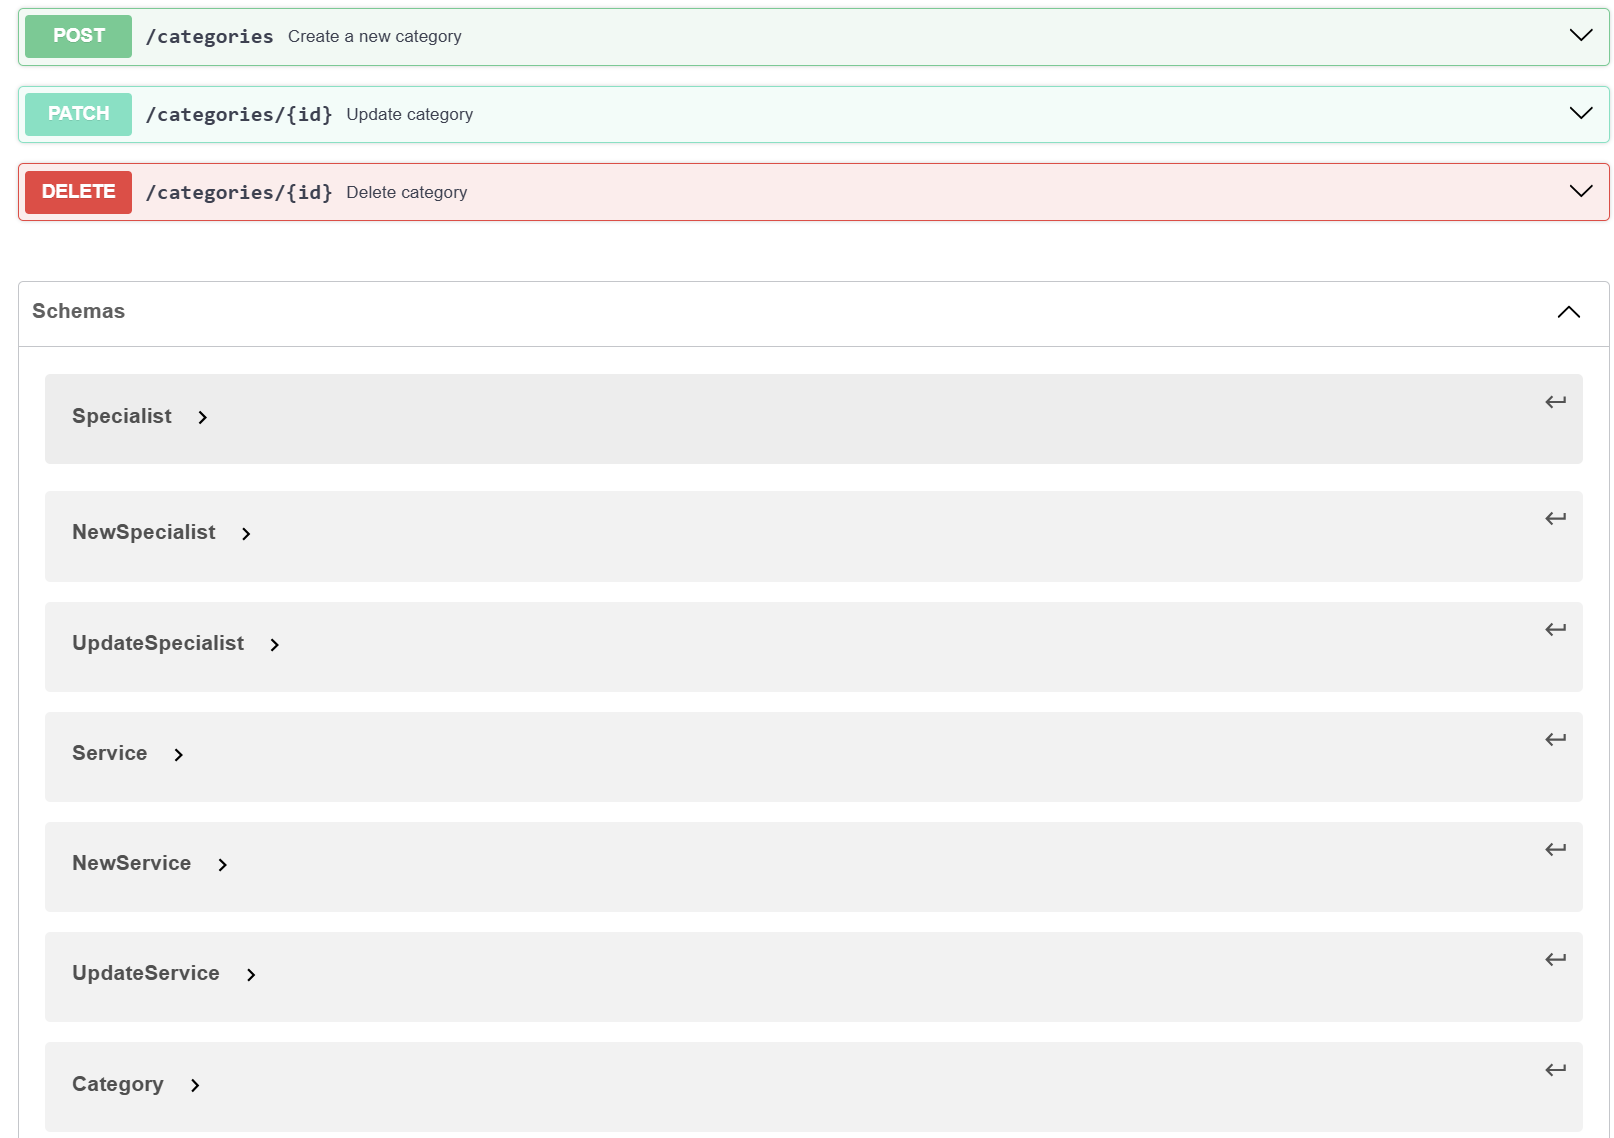 POST /categories Create a new category
PATCH /categories/{id} Update category
DELETE /categories/{id} Delete category
Schemas
Specialist
NewSpecialist
UpdateSpecialist
Service
NewService
UpdateService
Category